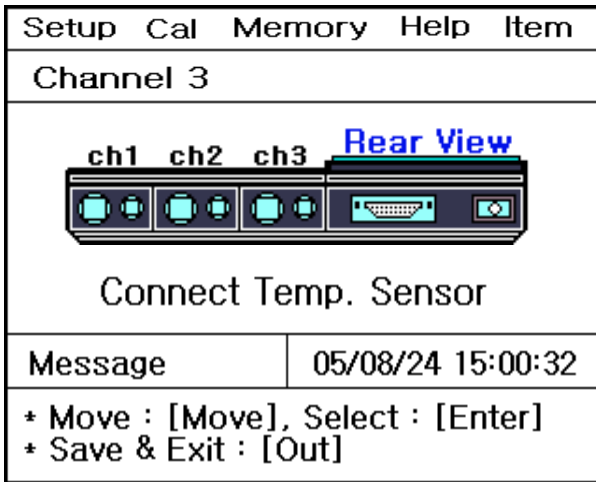 Setup Cal Memory Help Item
Channel 3
Rear View
ch1 ch2 ch3
Connect Temp. Sensor
Message 05/08/24 15:00:32
* Move : [Move], Select : [Enter]
* Save & Exit : [Out]